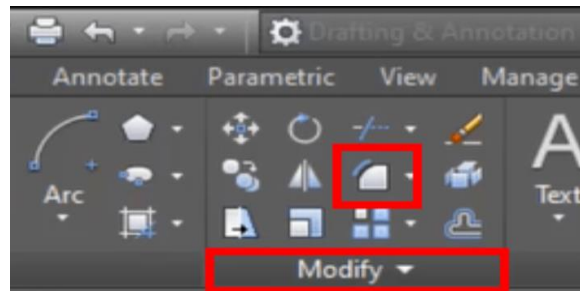 Drafting & Annotation
Annotate Parametric View Manage
Arc
Text
Modify